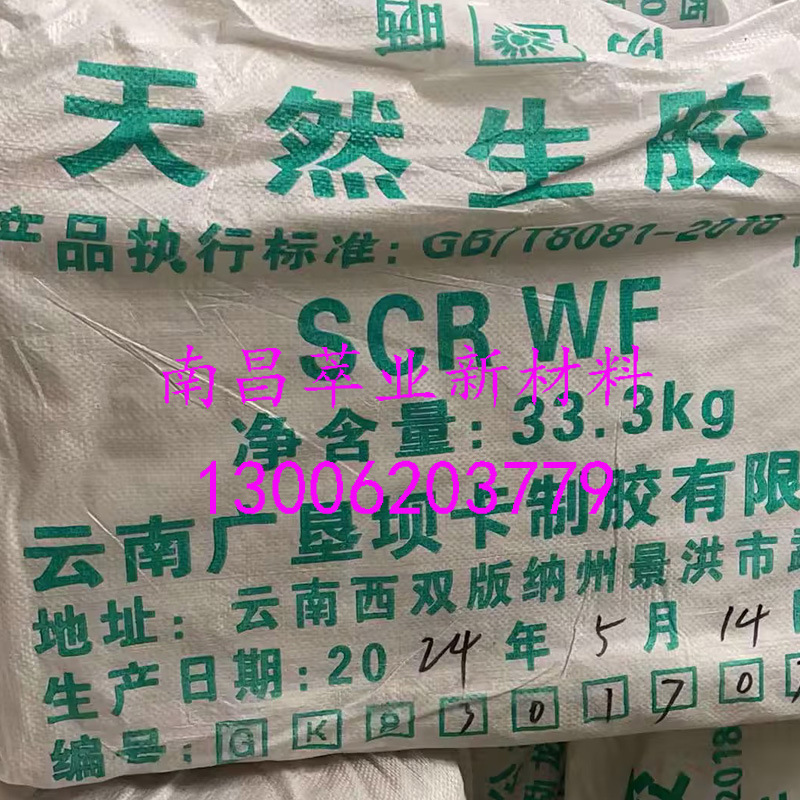 天然生胶
产品执行标准：GB/T8081-2018
SCR WF
南昌萃业新材料
净含量：33.3kg
13006203779
云南广垦坝卡制胶有限
地址：云南西双版纳州景洪市孟
生产日期：2024年5月14日
编号：GK